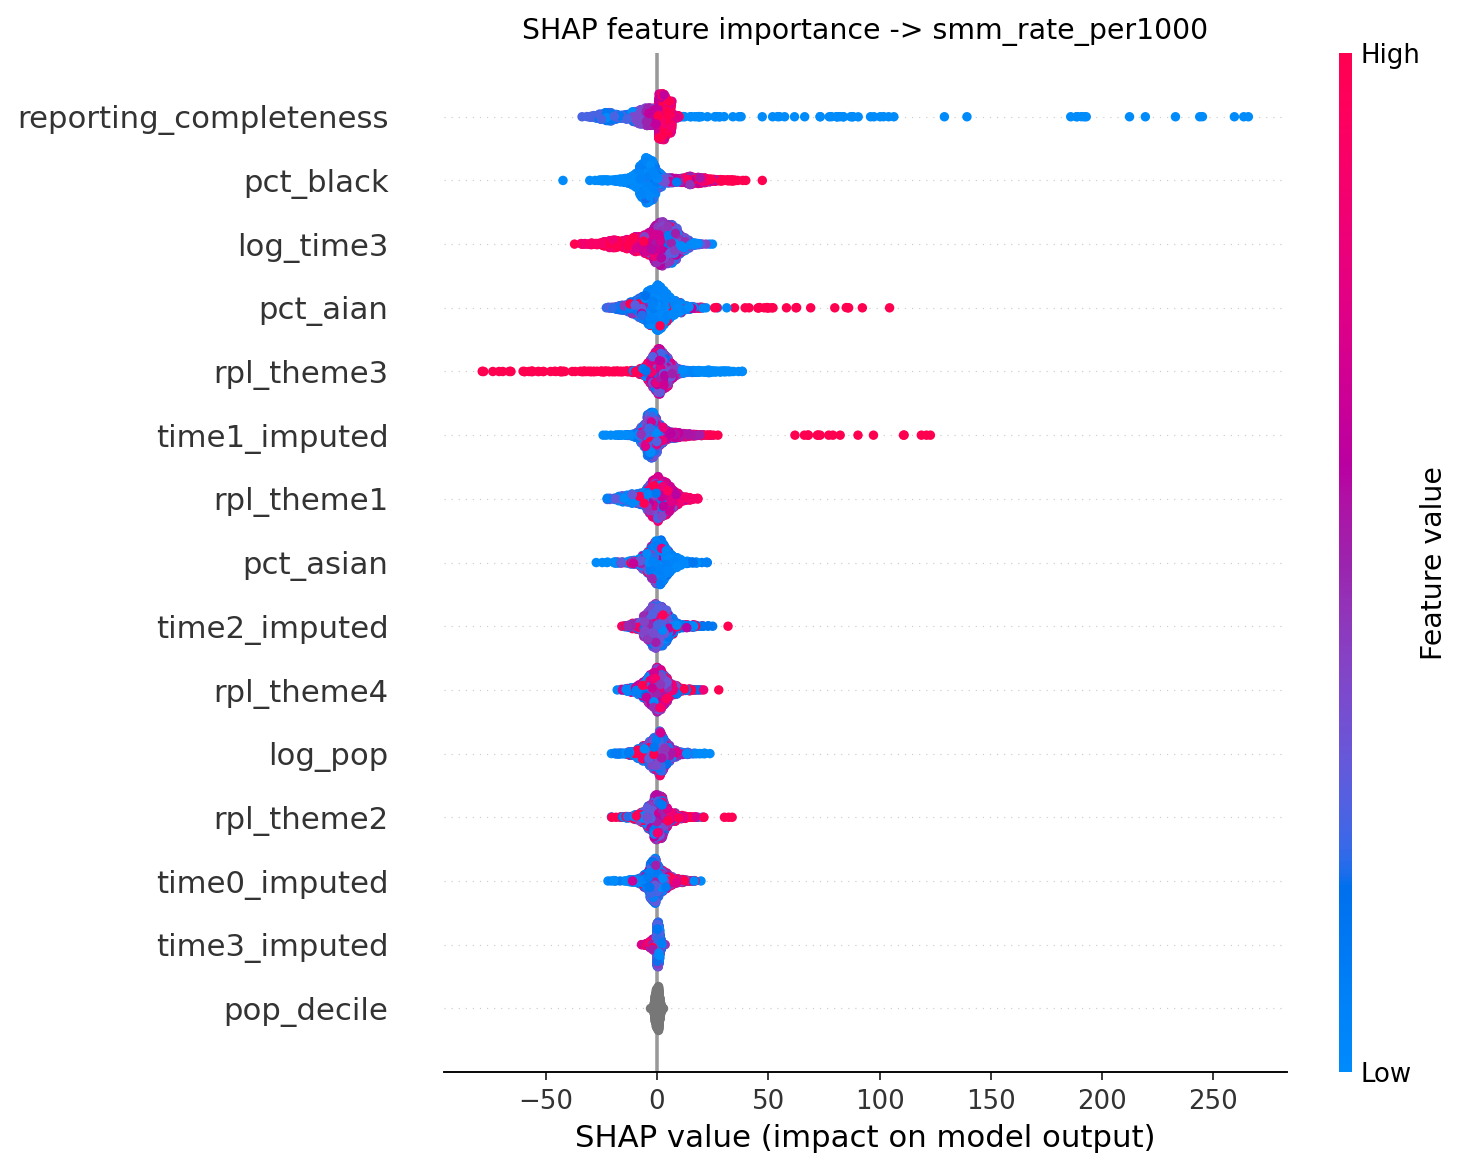 SHAP feature importance -> smm_rate_per1000
High
reporting_completeness
pct_black
log_time3
pct_aian
rpl_theme3
time1_imputed
rpl_theme1
pct_asian
time2_imputed
rpl_theme4
log_pop
rpl_theme2
time0_imputed
time3_imputed
pop_decile
Feature value
Low
−50 0 50 100 150 200 250
SHAP value (impact on model output)